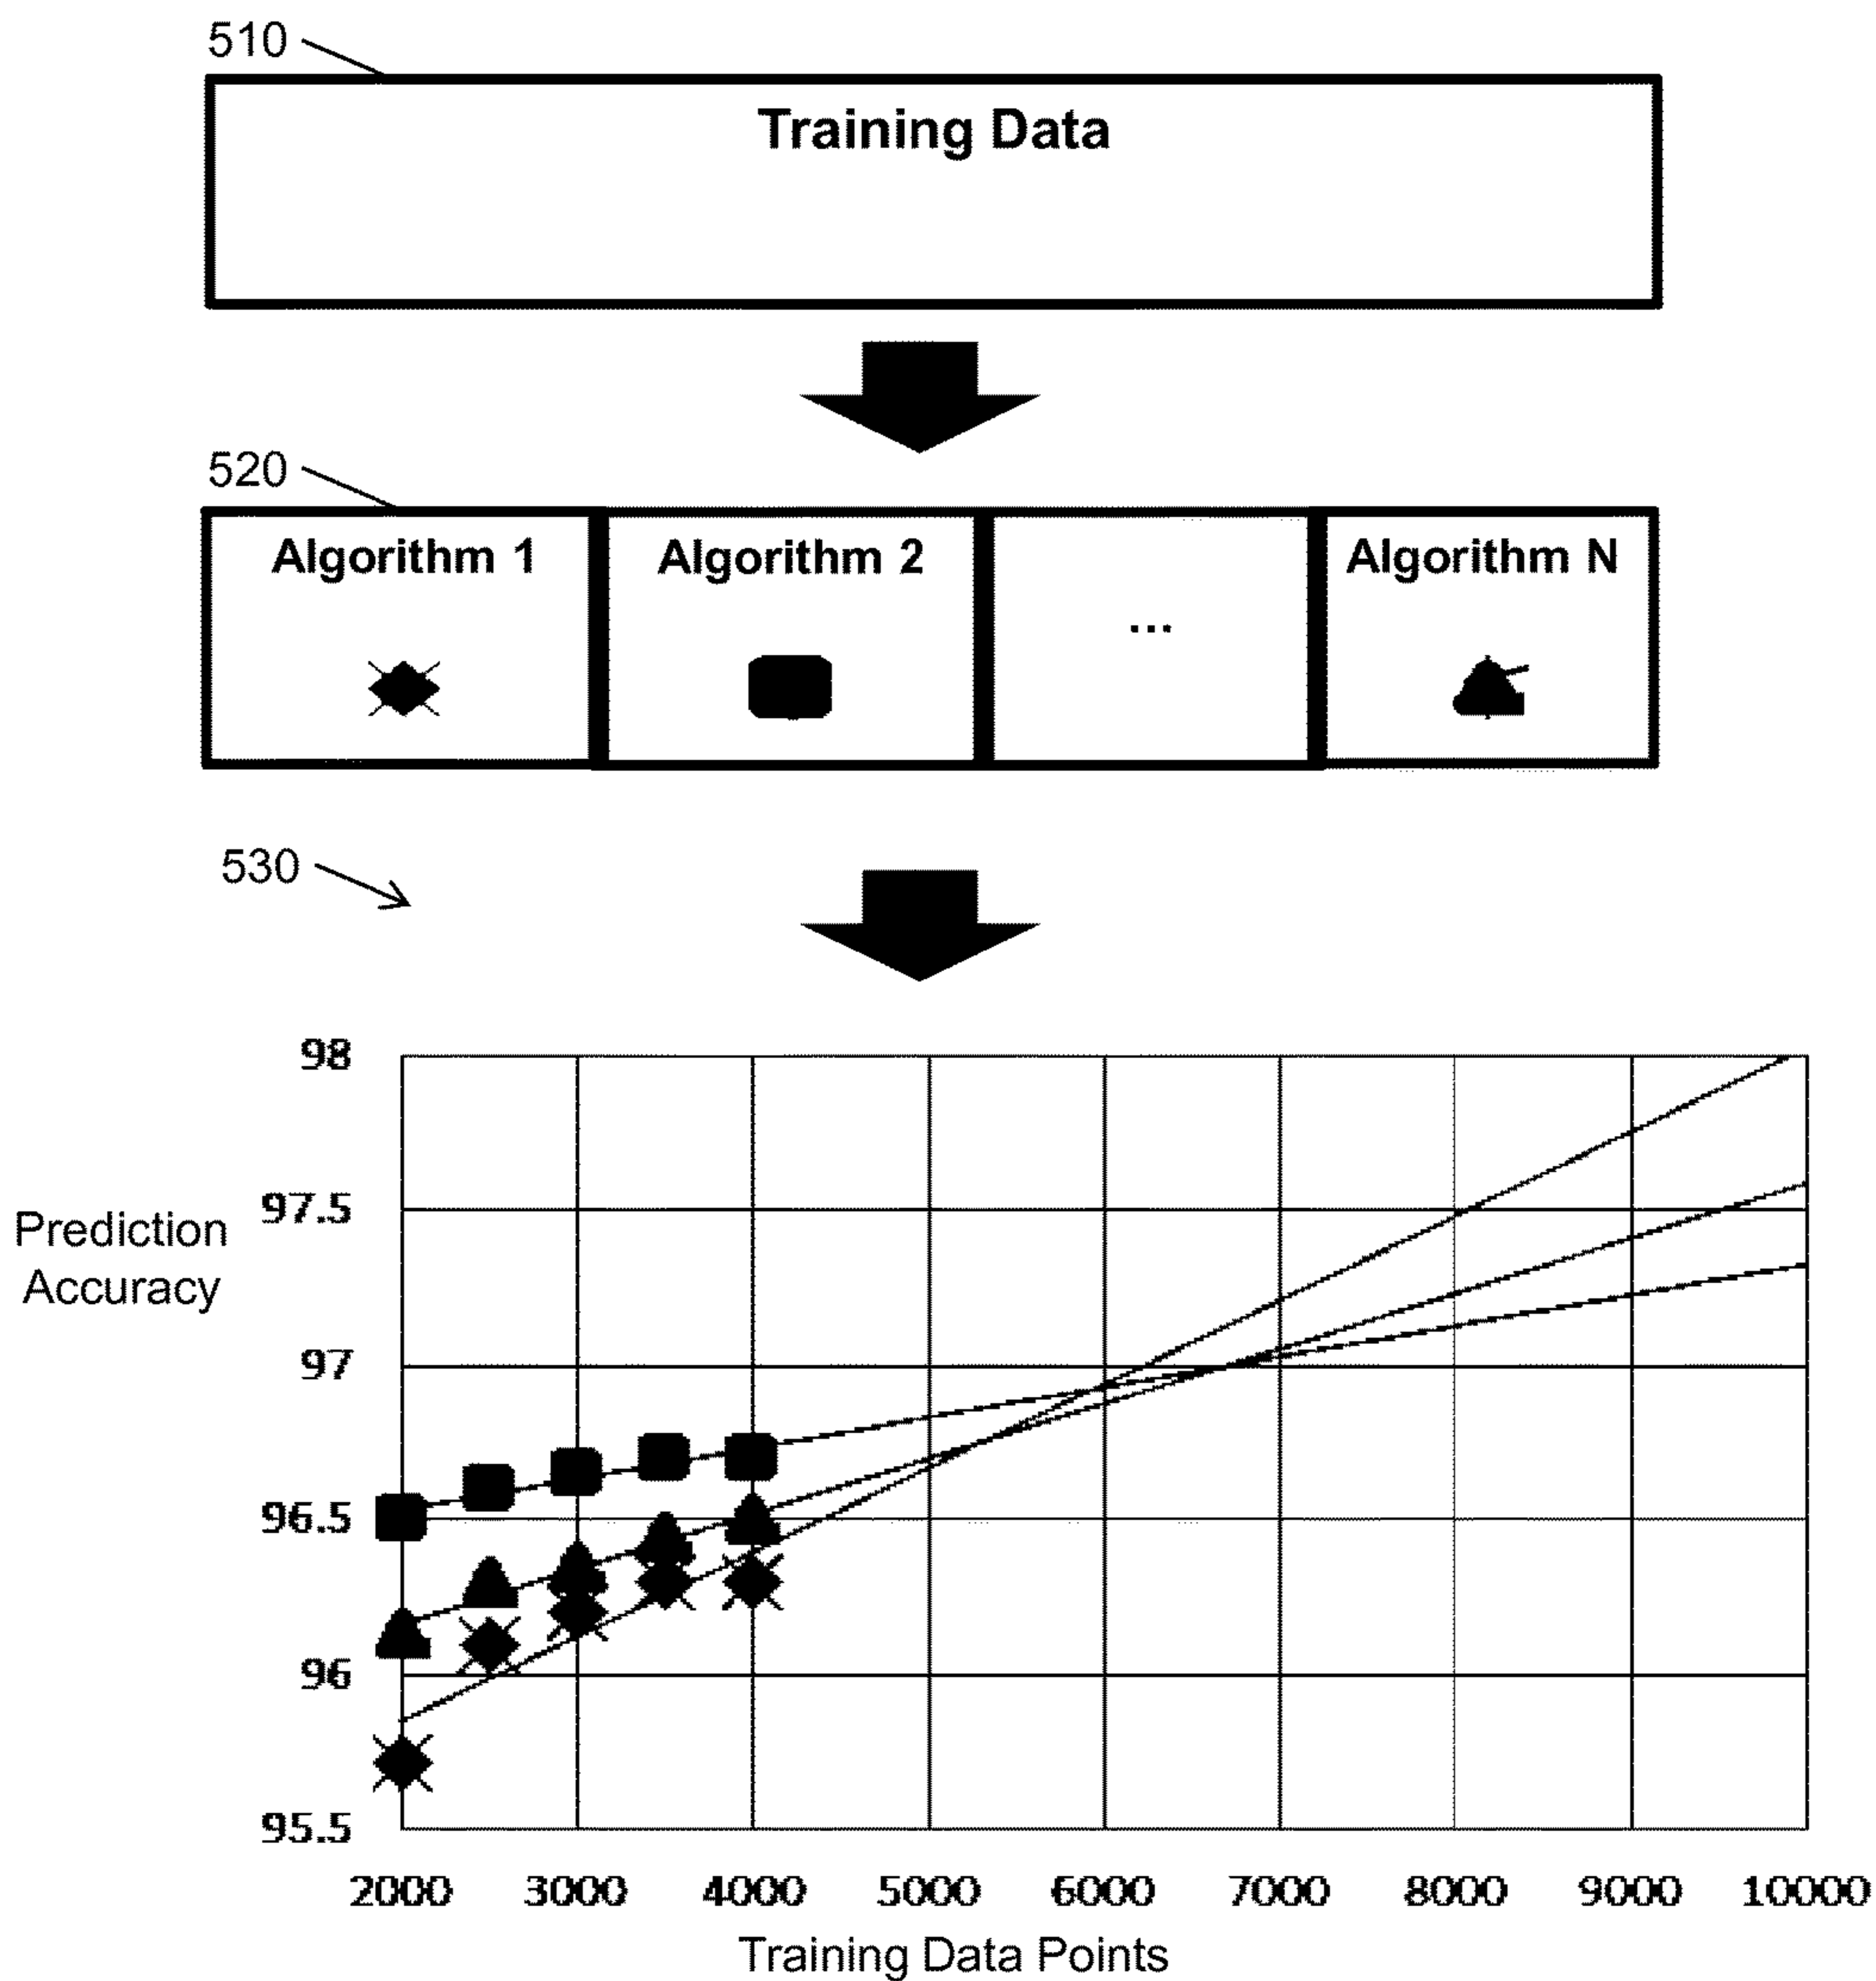 510
Training Data
520
Algorithm 1
Algorithm 2
...
Algorithm N
530
98
97.5
Prediction
Accuracy
97
96.5
96
95.5
2000 3000 4000 5000 6000 7000 8000 9000 10000
Training Data Points